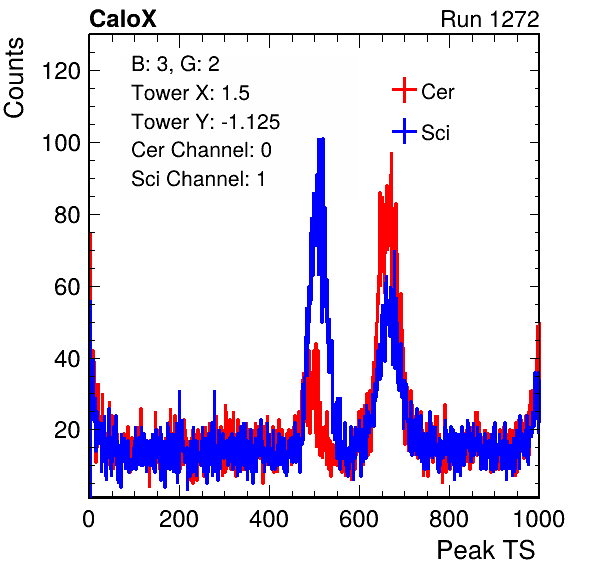 CaloX Run 1272
Counts
B: 3, G: 2
Tower X: 1.5
Tower Y: -1.125
Cer Channel: 0
Sci Channel: 1
Cer
Sci
120
100
80
60
40
20
0 200 400 600 800 1000
Peak TS